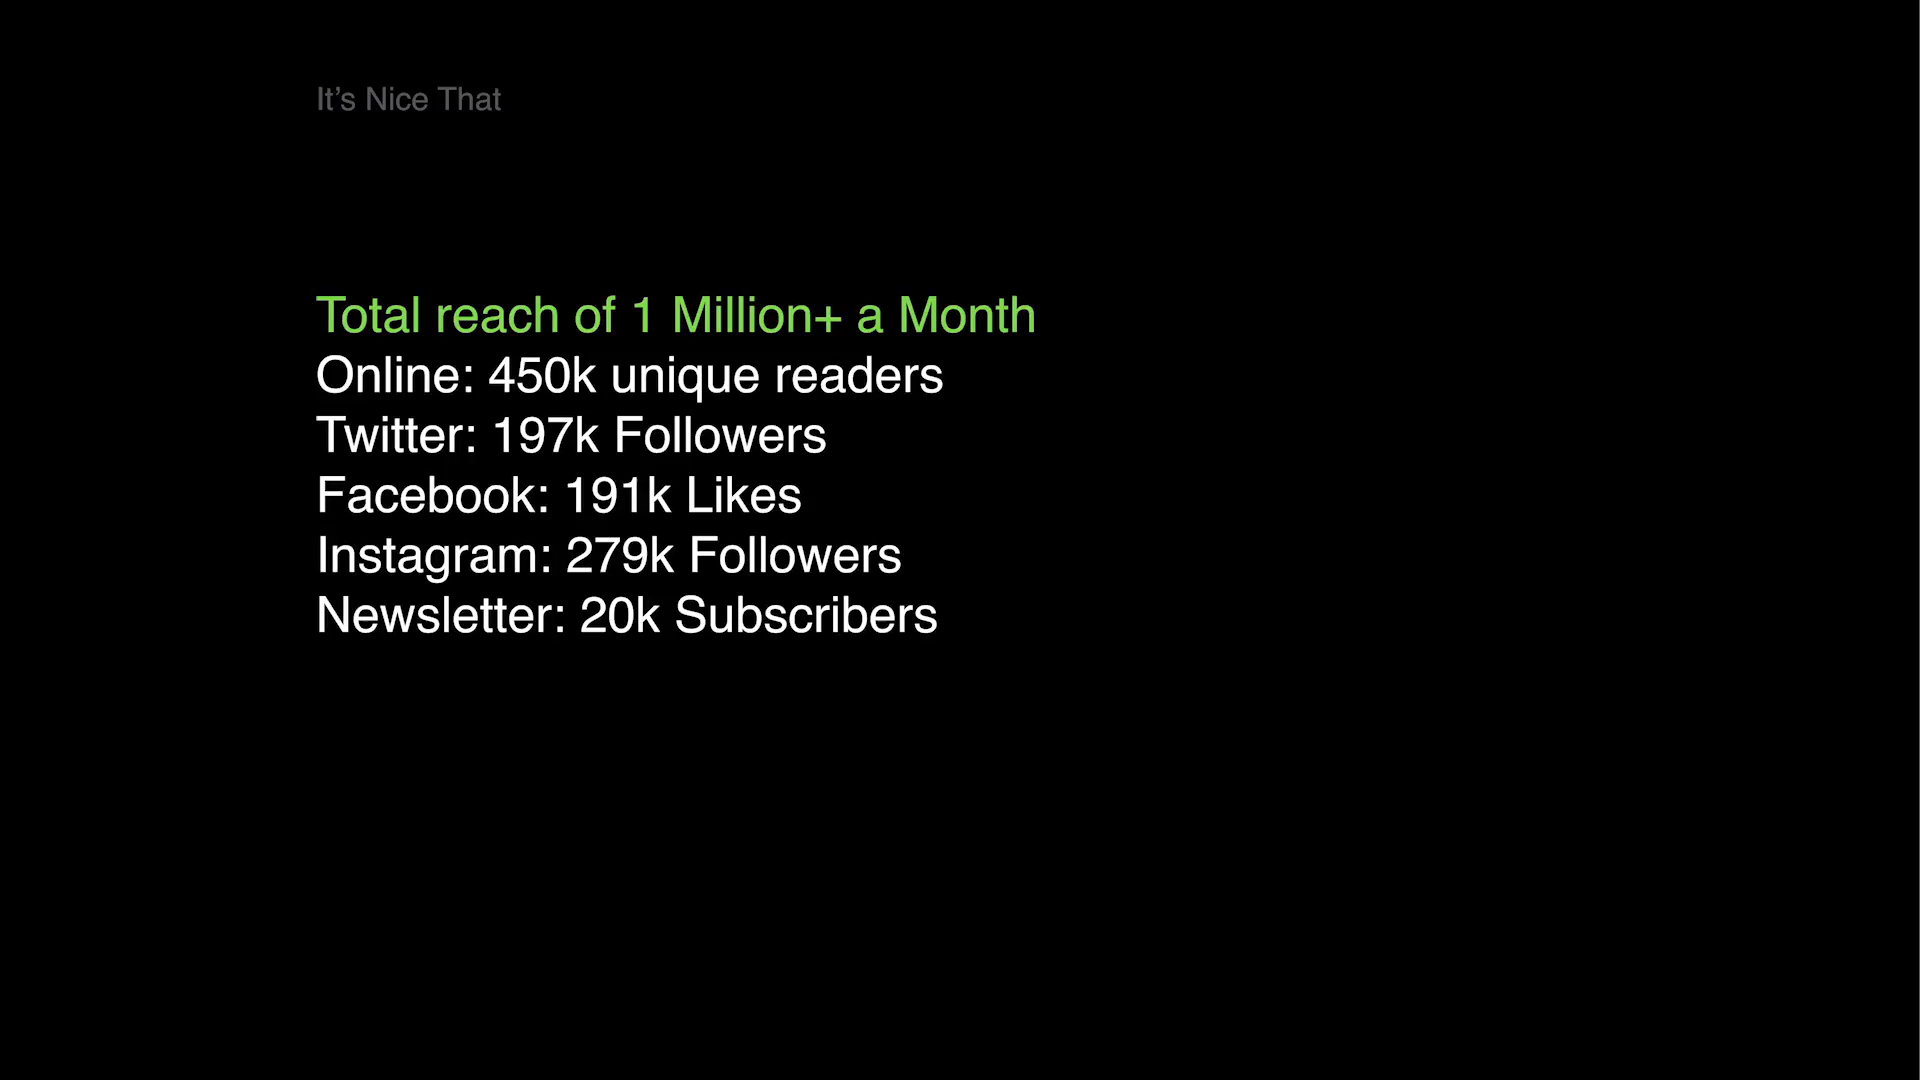 It’s Nice That
Total reach of 1 Million+ a Month
Online: 450k unique readers
Twitter: 197k Followers
Facebook: 191k Likes
Instagram: 279k Followers
Newsletter: 20k Subscribers